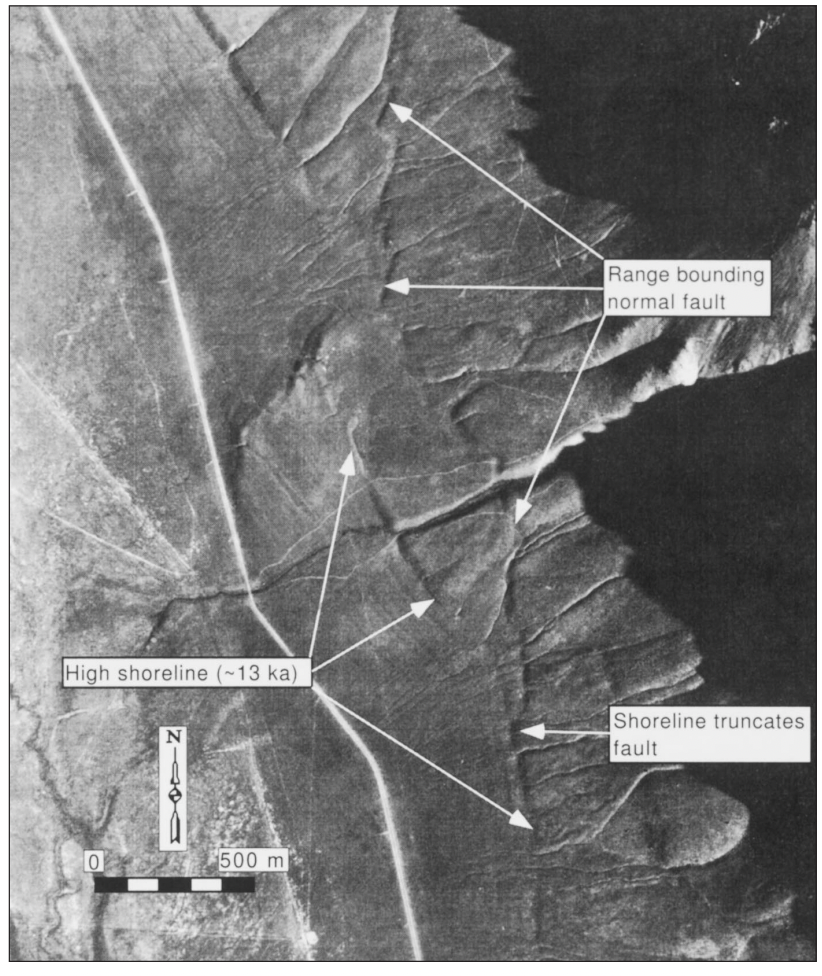 Range bounding
normal fault
High shoreline (~13 ka)
Shoreline truncates
fault
N
0 500 m